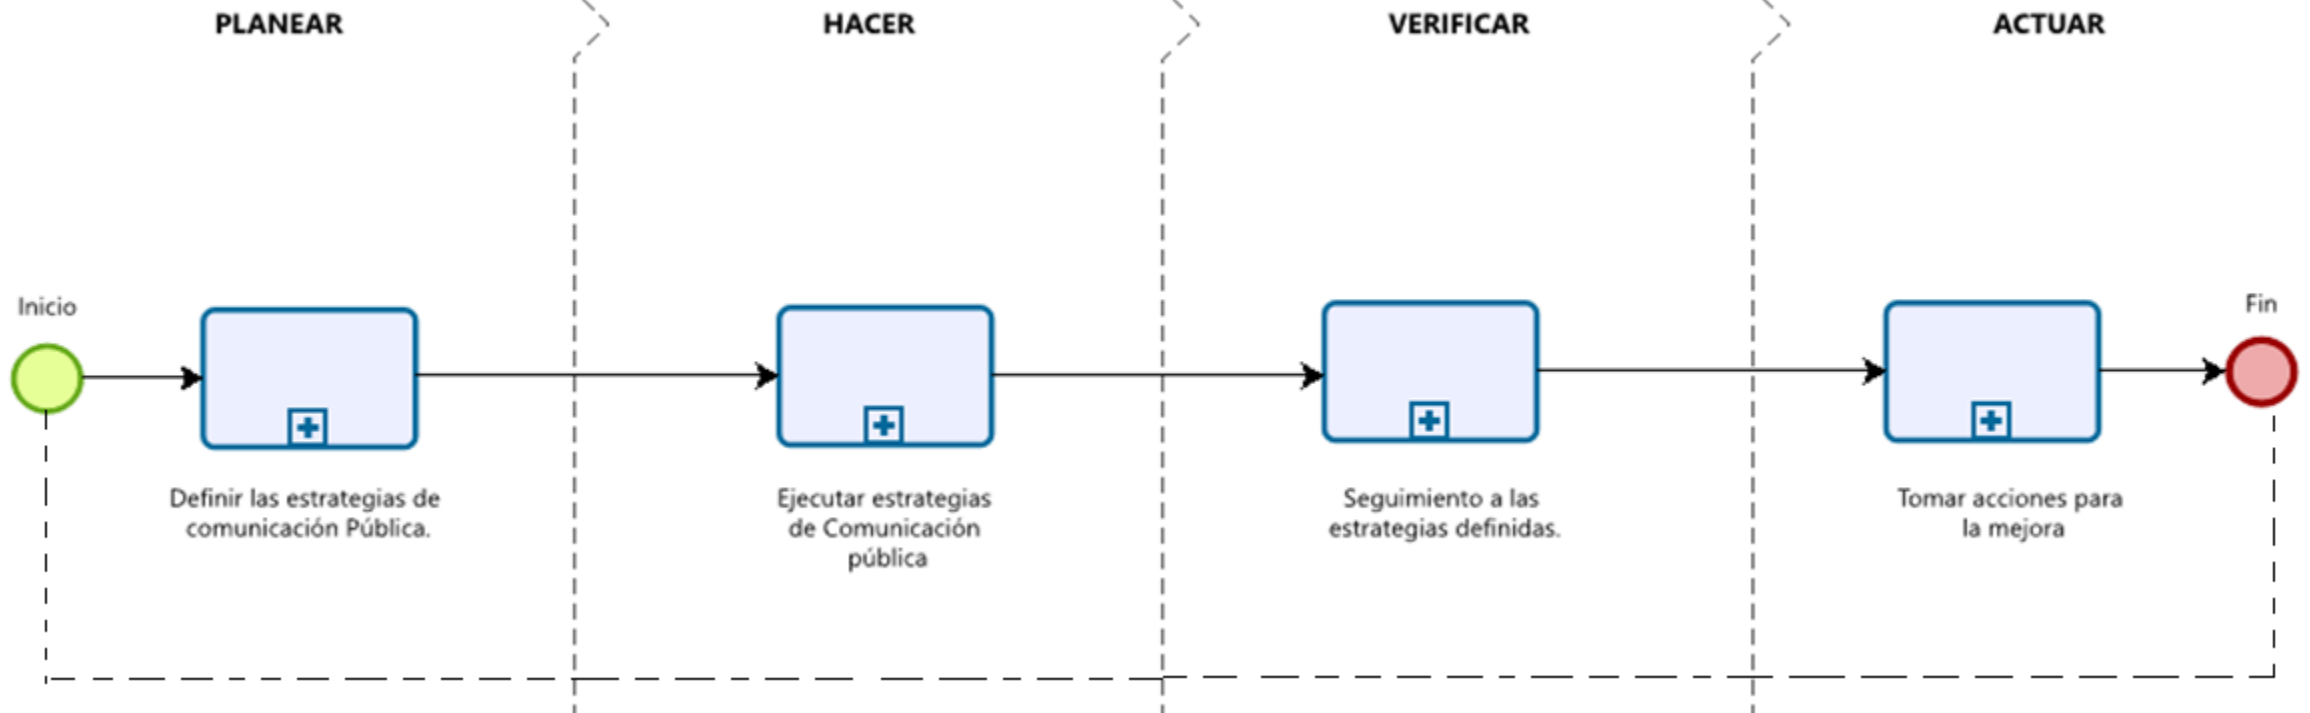 PLANEAR
HACER
VERIFICAR
ACTUAR
Inicio
Fin
Definir las estrategias de
comunicación Pública.
Ejecutar estrategias
de Comunicación
pública
Seguimiento a las
estrategias definidas.
Tomar acciones para
la mejora